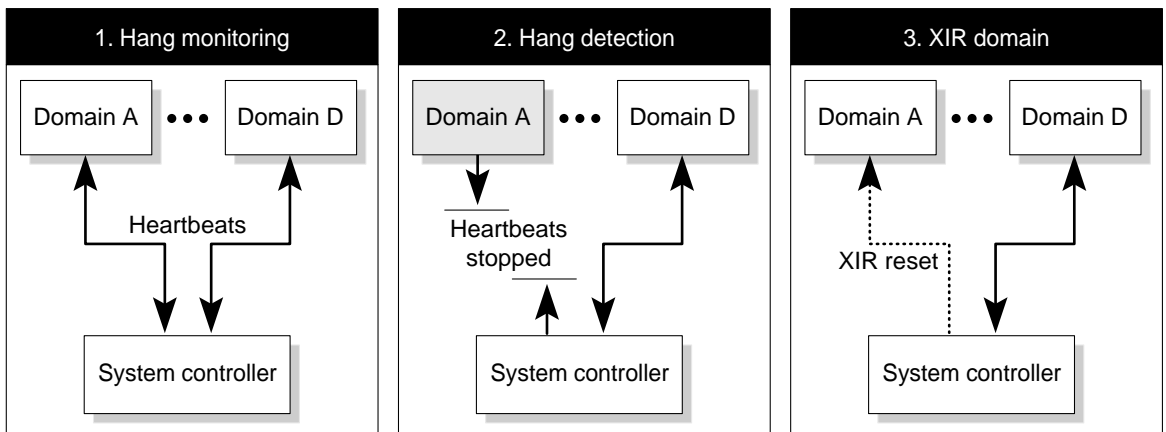 1. Hang monitoring
Domain A
Domain D
Heartbeats
System controller
2. Hang detection
Domain A
Domain D
Heartbeats
stopped
System controller
3. XIR domain
Domain A
Domain D
XIR reset
System controller